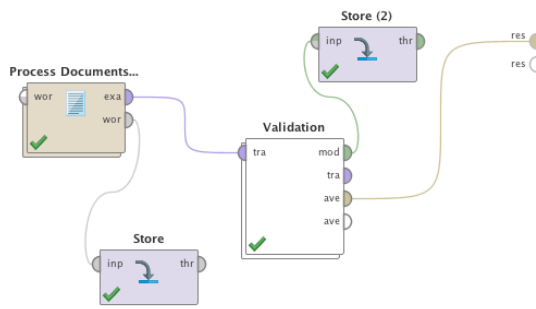 Store (2)
inp thr
res
res
Process Documents...
wor exa
wor
Validation
tra mod
tra
ave
ave
Store
inp thr